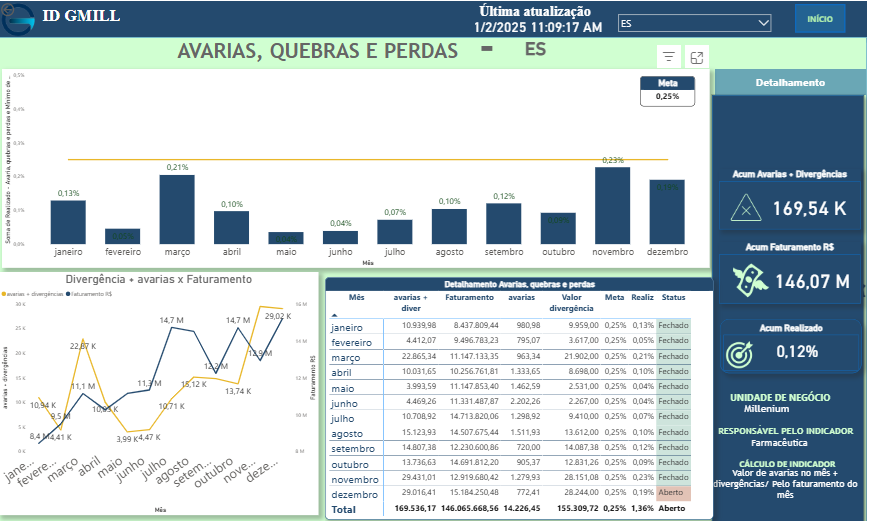 ID GMILL
Última atualização
1/2/2025 11:09:17 AM
ES
INÍCIO
AVARIAS, QUEBRAS E PERDAS - ES
Meta
0,25%
Soma de Realizado - Avaria, quebras e perdas e Mínimo de ...
0,5%
0,4%
0,3%
0,2%
0,1%
0,0%
0,13%
0,21%
0,10%
0,04%
0,07%
0,10%
0,12%
0,23%
0,19%
janeiro
fevereiro
março
abril
maio
junho
julho
agosto
setembro
outubro
novembro
dezembro
Mês
Divergência + avarias x Faturamento
avarias + divergências Faturamento R$
avarias + divergências
30 K
25 K
20 K
15 K
10 K
5 K
0 K
16 M
14 M
12 M
10 M
8 M
Faturamento R$
10,94 K
8,4 M
4,41 K
9,5 M
22,87 K
11,1 M
10,03 K
3,99 K
4,47 K
11,3 M
10,71 K
14,7 M
15,12 K
12,2 M
13,74 K
14,7 M
12,9 M
29,02 K
jane...
fevere...
março
abril
maio
junho
julho
agosto
setem...
outubro
nove...
deze...
Mês
Detalhamento Avarias, quebras e perdas
Mês avarias + diver Faturamento avarias Valor divergência Meta Realiz Status
janeiro 10.939,98 8.437.809,44 980,98 9.959,00 0,25% 0,13% Fechado
fevereiro 4.412,07 9.496.783,23 795,07 3.617,00 0,25% 0,05% Fechado
março 22.865,34 11.147.133,35 963,34 21.902,00 0,25% 0,21% Fechado
abril 10.031,65 10.256.761,81 1.333,65 8.698,00 0,25% 0,10% Fechado
maio 3.993,59 11.147.853,40 1.462,59 2.531,00 0,25% 0,04% Fechado
junho 4.469,26 11.331.487,87 2.202,26 2.267,00 0,25% 0,04% Fechado
julho 10.708,92 14.713.820,06 1.298,92 9.410,00 0,25% 0,07% Fechado
agosto 15.123,93 14.507.675,44 1.511,93 13.612,00 0,25% 0,10% Fechado
setembro 14.807,38 12.230.600,86 720,00 14.087,38 0,25% 0,12% Fechado
outubro 13.736,63 14.691.812,20 905,37 12.831,26 0,25% 0,09% Fechado
novembro 29.431,01 12.919.680,42 1.279,93 28.151,08 0,25% 0,23% Fechado
dezembro 29.016,41 15.184.250,48 772,41 28.244,00 0,25% 0,19% Aberto
Total 169.536,17 146.065.668,56 14.226,45 155.309,72 0,25% 1,36% Aberto
Detalhamento
Acum Avarias + Divergências
169,54 K
Acum Faturamento R$
146,07 M
Acum Realizado
0,12%
UNIDADE DE NEGÓCIO
Millenium
RESPONSÁVEL PELO INDICADOR
Farmacêutica
CÁLCULO DE INDICADOR
Valor de avarias no mês +
divergências/ Pelo faturamento do
mês